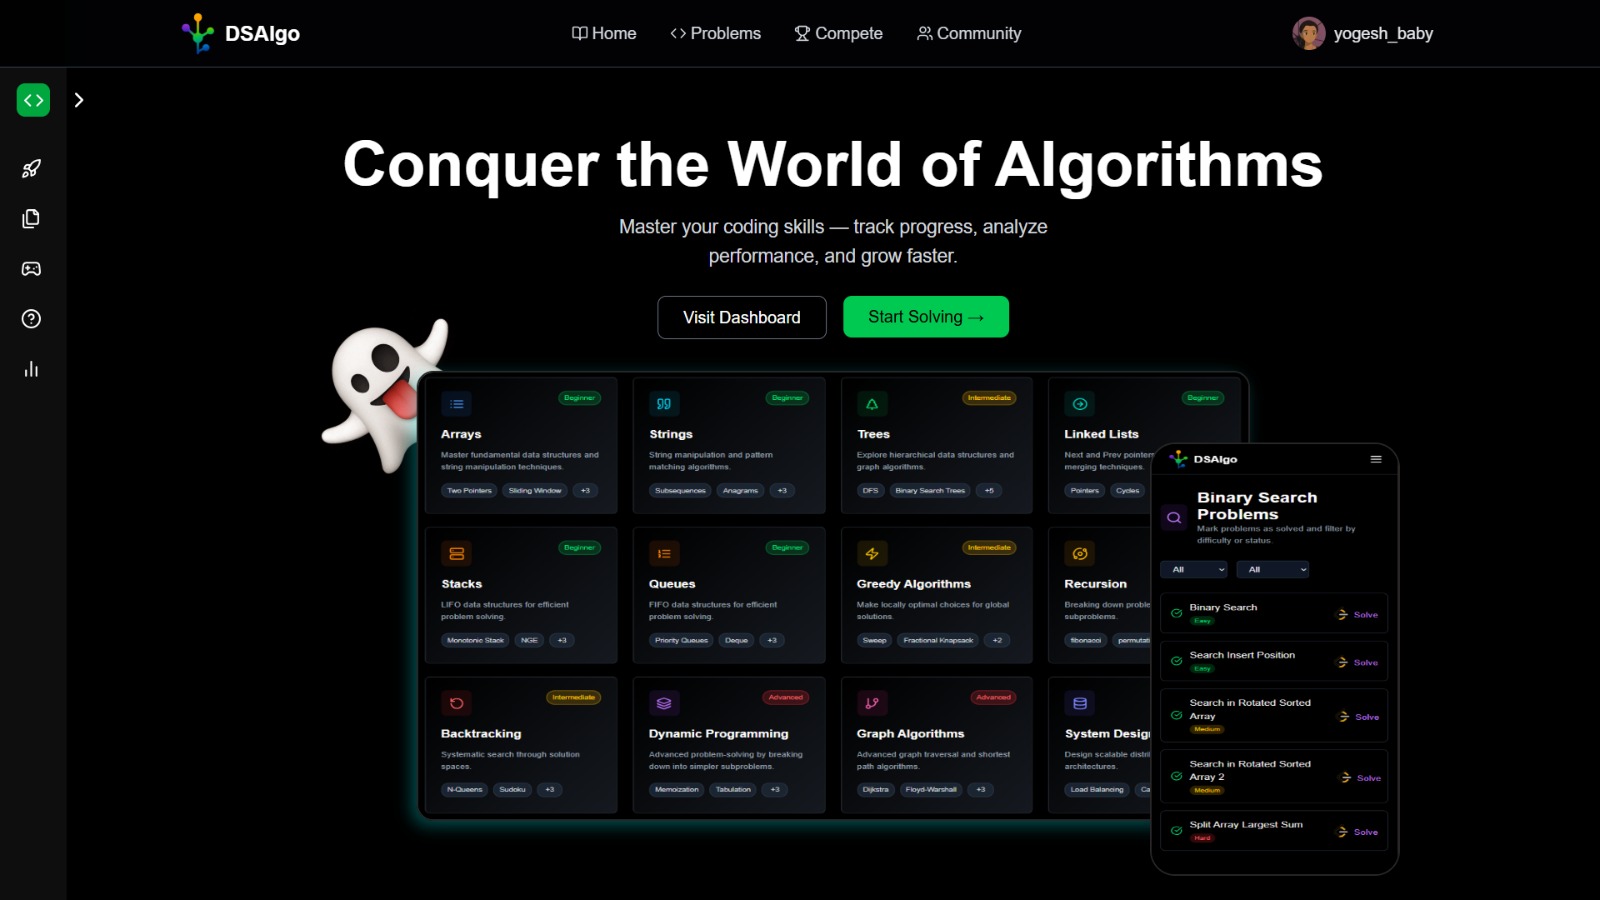 DSAlgo
Home
Problems
Compete
Community
yogesh_baby
Conquer the World of Algorithms
Master your coding skills — track progress, analyze
performance, and grow faster.
Visit Dashboard
Start Solving →
Beginner
Arrays
Master fundamental data structures and
string manipulation techniques.
Two Pointers
Sliding Window
+3
Beginner
Strings
String manipulation and pattern
matching algorithms.
Subsequences
Anagrams
+3
Intermediate
Trees
Explore hierarchical data structures and
graph algorithms.
DFS
Binary Search Trees
+5
Beginner
Linked Lists
Next and Prev pointers
merging techniques.
Pointers
Cycles
Beginner
Stacks
LIFO data structures for efficient
problem solving.
Monotonic Stack
NGE
+3
Beginner
Queues
FIFO data structures for efficient
problem solving.
Priority Queues
Deque
+3
Intermediate
Greedy Algorithms
Make locally optimal choices for global
solutions.
Sweep
Fractional Knapsack
+2
Recursion
Breaking down proble
subproblems.
fibonacci
permutati
Intermediate
Backtracking
Systematic search through solution
spaces.
N-Queens
Sudoku
+3
Advanced
Dynamic Programming
Advanced problem-solving by breaking
down into simpler subproblems.
Memoization
Tabulation
+3
Advanced
Graph Algorithms
Advanced graph traversal and shortest
path algorithms.
Dijkstra
Floyd-Warshall
+3
System Desig
Design scalable distri
architectures.
Load Balancing
Ca
DSAlgo
Binary Search
Problems
Mark problems as solved and filter by
difficulty or status.
All
All
Binary Search
Easy
Solve
Search Insert Position
Easy
Solve
Search in Rotated Sorted
Array
Medium
Solve
Search in Rotated Sorted
Array 2
Medium
Solve
Split Array Largest Sum
Hard
Solve